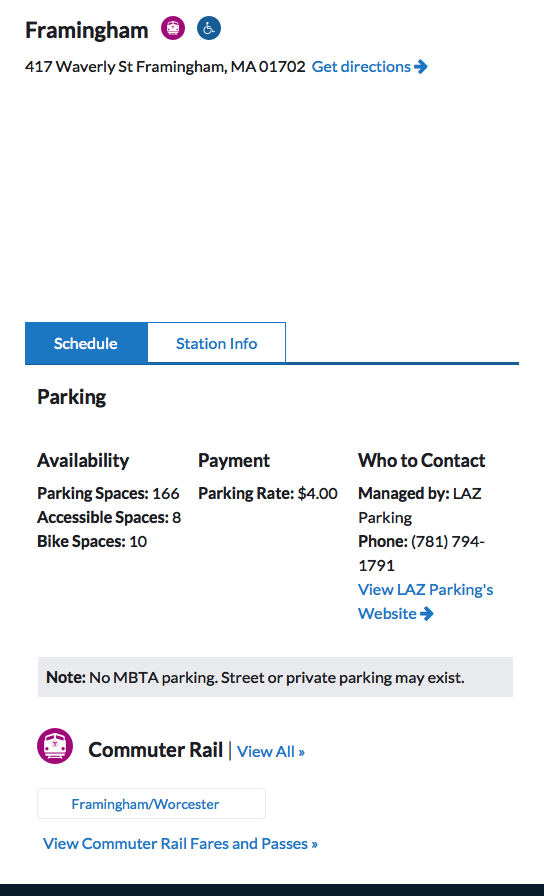 Framingham
417 Waverly St Framingham, MA 01702 Get directions
Schedule
Station Info
Parking
Availability
Parking Spaces: 166
Accessible Spaces: 8
Bike Spaces: 10
Payment
Parking Rate: $4.00
Who to Contact
Managed by: LAZ
Parking
Phone: (781) 794-
1791
View LAZ Parking's
Website
Note: No MBTA parking. Street or private parking may exist.
Commuter Rail | View All »
Framingham/Worcester
View Commuter Rail Fares and Passes »